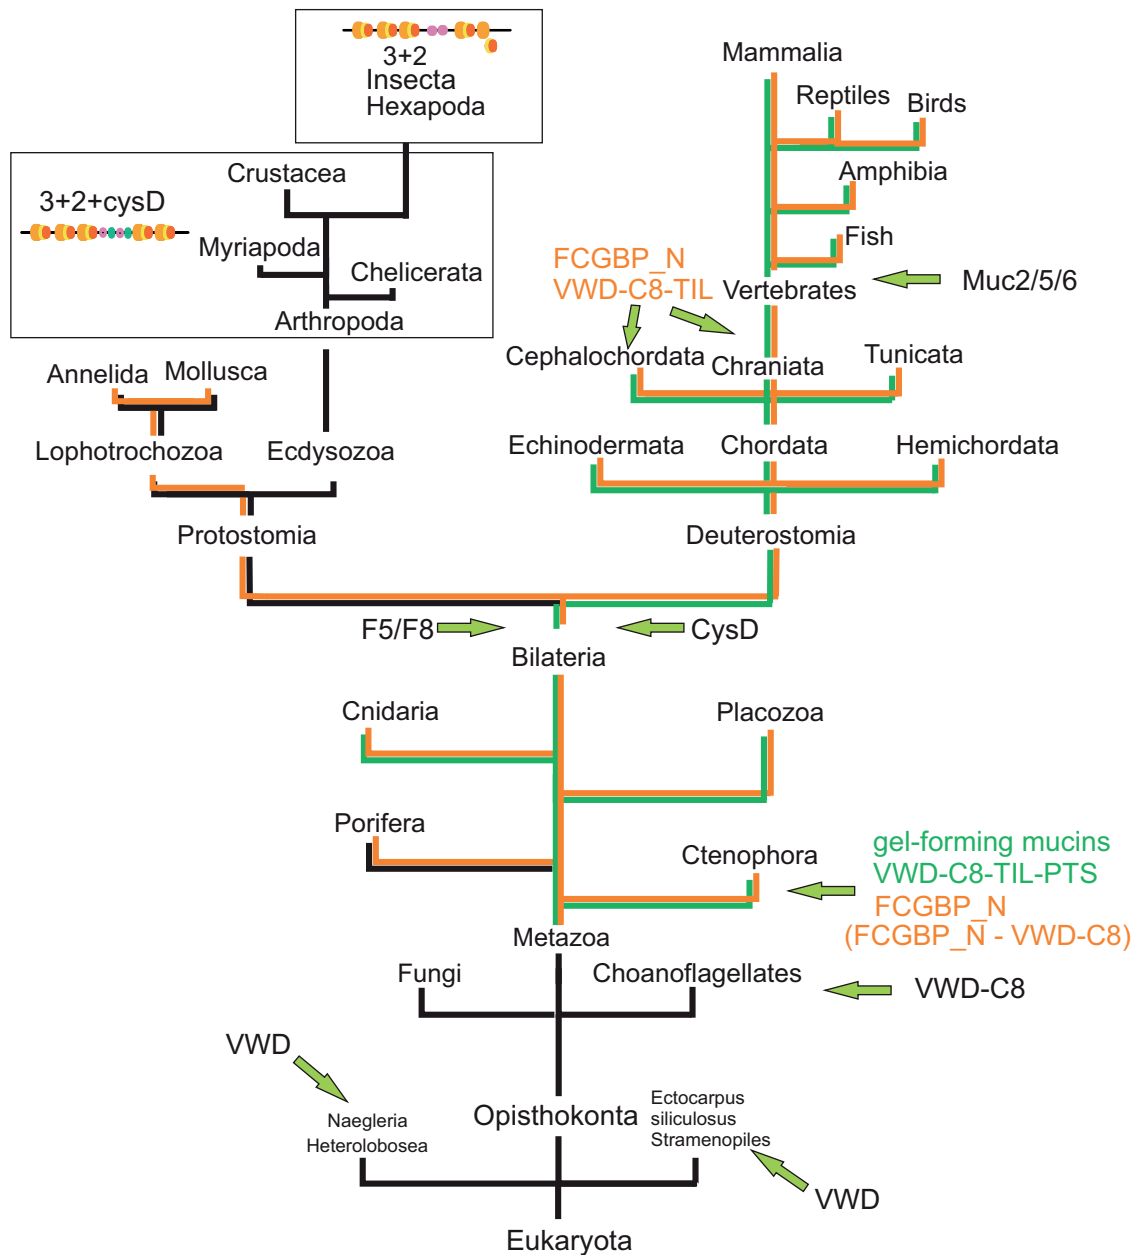 3+2
Insecta
Hexapoda
Mammalia
Reptiles
Birds
Crustacea
Amphibia
3+2+cysD
Myriapoda
Chelicerata
Fish
FCGBP_N
VWD-C8-TIL
Vertebrates
Muc2/5/6
Arthropoda
Cephalochordata
Chraniata
Tunicata
Annelida
Mollusca
Lophotrochozoa
Ecdysozoa
Echinodermata
Chordata
Hemichordata
Protostomia
Deuterostomia
F5/F8
CysD
Bilateria
Cnidaria
Placozoa
Porifera
Ctenophora
gel-forming mucins
VWD-C8-TIL-PTS
FCGBP_N
(FCGBP_N - VWD-C8)
Metazoa
Fungi
Choanoflagellates
VWD-C8
VWD
Naegleria
Heterolobosea
Opisthokonta
Ectocarpus
siliculosus
Stramenopiles
VWD
Eukaryota